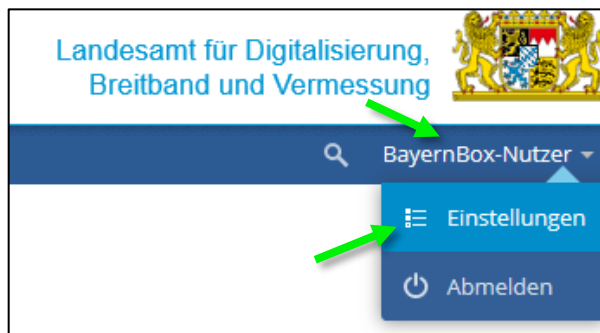 Landesamt für Digitalisierung,
Breitband und Vermessung
BayernBox-Nutzer
Einstellungen
Abmelden